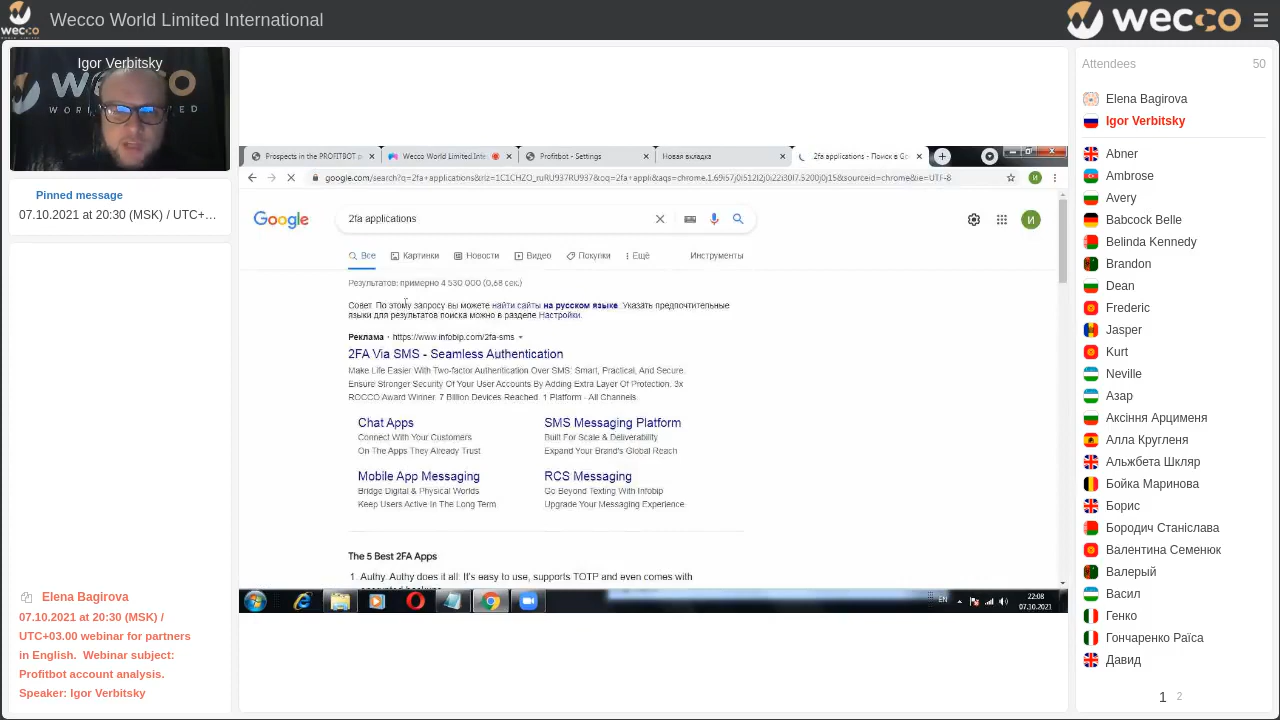 wecco
Wecco World Limited International
wecco
Igor Verbitsky
Pinned message
07.10.2021 at 20:30 (MSK) / UTC+…
Elena Bagirova
07.10.2021 at 20:30 (MSK) /
UTC+03.00 webinar for partners
in English. Webinar subject:
Profitbot account analysis.
Speaker: Igor Verbitsky
Prospects in the PROFITBOT
Wecco World Limited Inte
Profitbot - Settings
Новая вкладка
2fa applications - Поиск в Go
2fa applications
Все
Картинки
Новости
Видео
Покупки
Ещё
Инструменты
Результатов: примерно 4 530 000 (0,68 сек.)
Совет. По этому запросу вы можете найти сайты на русском языке. Указать предпочтительные
языки для результатов поиска можно в разделе Настройки.
Реклама · https://www.infobip.com/2fa-sms
2FA Via SMS - Seamless Authentication
Make Life Easier With Two-factor Authentication Over SMS: Smart, Practical, And Secure.
Ensure Stronger Security Of Your User Accounts By Adding Extra Layer Of Protection. 3x
ROCCO Award Winner. 7 Billion Devices Reached. 1 Platform - All Channels.
Chat Apps
Connect With Your Customers
On The Apps They Already Trust
SMS Messaging Platform
Built For Scale & Deliverability
Expand Your Brand's Global Reach
Mobile App Messaging
Bridge Digital & Physical Worlds
Keep Users Active In The Long Term
RCS Messaging
Go Beyond Texting With Infobip
Upgrade Your Messaging Experience
The 5 Best 2FA Apps
1. Authy. Authy does it all: It's easy to use, supports TOTP and even comes with
EN
22:08
07.10.2021
Attendees 50
Elena Bagirova
Igor Verbitsky
Abner
Ambrose
Avery
Babcock Belle
Belinda Kennedy
Brandon
Dean
Frederic
Jasper
Kurt
Neville
Азар
Аксіння Арцименя
Алла Кругленя
Альжбета Шкляр
Бойка Маринова
Борис
Бородич Станіслава
Валентина Семенюк
Валерый
Васил
Генко
Гончаренко Раїса
Давид
1 2